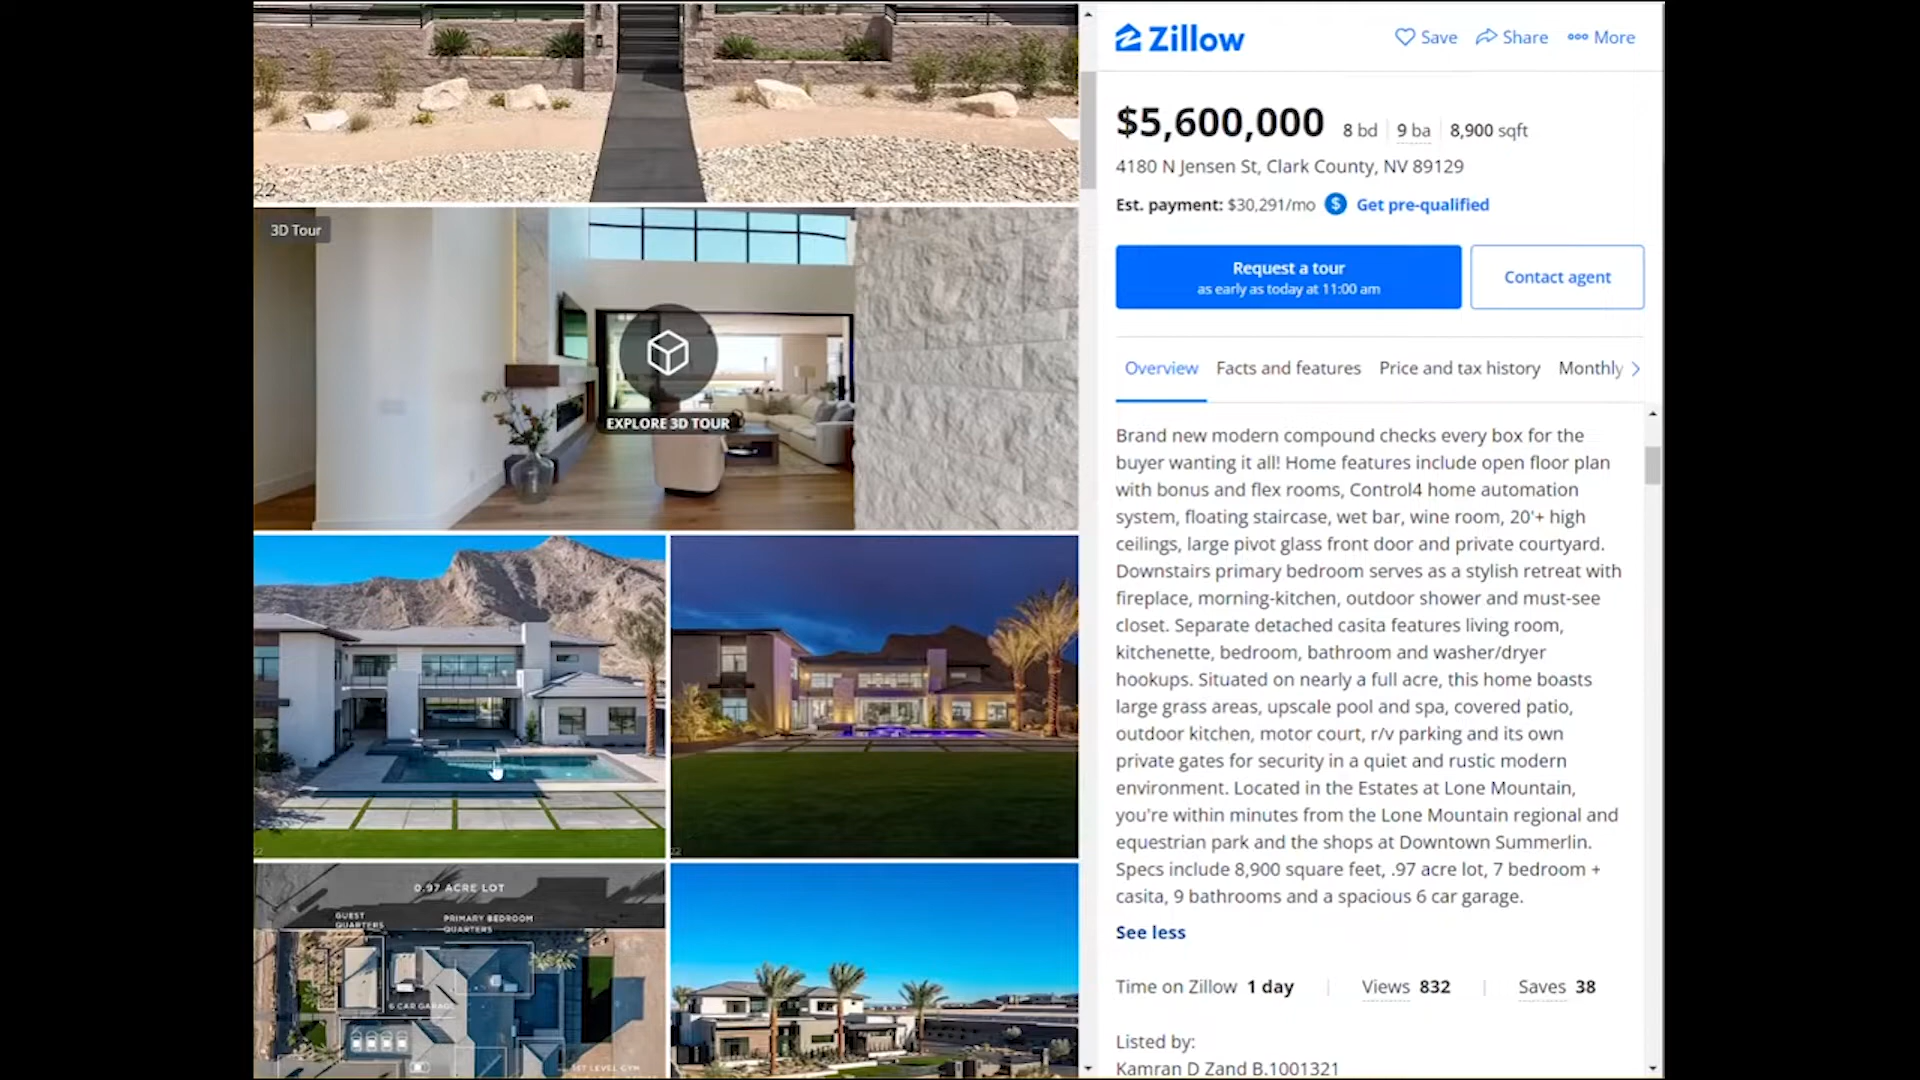 22
3D Tour
EXPLORE 3D TOUR
22
22
0.97 ACRE LOT
GUEST
QUARTERS
PRIMARY BEDROOM
QUARTERS
6 CAR GARAGE
1ST LEVEL GYM
Zillow
Save
Share
More
$5,600,000 8 bd 9 ba 8,900 sqft
4180 N Jensen St, Clark County, NV 89129
Est. payment: $30,291/mo $ Get pre-qualified
Request a tour
as early as today at 11:00 am
Contact agent
Overview Facts and features Price and tax history Monthly
Brand new modern compound checks every box for the
buyer wanting it all! Home features include open floor plan
with bonus and flex rooms, Control4 home automation
system, floating staircase, wet bar, wine room, 20'+ high
ceilings, large pivot glass front door and private courtyard.
Downstairs primary bedroom serves as a stylish retreat with
fireplace, morning-kitchen, outdoor shower and must-see
closet. Separate detached casita features living room,
kitchenette, bedroom, bathroom and washer/dryer
hookups. Situated on nearly a full acre, this home boasts
large grass areas, upscale pool and spa, covered patio,
outdoor kitchen, motor court, r/v parking and its own
private gates for security in a quiet and rustic modern
environment. Located in the Estates at Lone Mountain,
you're within minutes from the Lone Mountain regional and
equestrian park and the shops at Downtown Summerlin.
Specs include 8,900 square feet, .97 acre lot, 7 bedroom +
casita, 9 bathrooms and a spacious 6 car garage.
See less
Time on Zillow 1 day | Views 832 | Saves 38
Listed by:
Kamran D Zand B.1001321